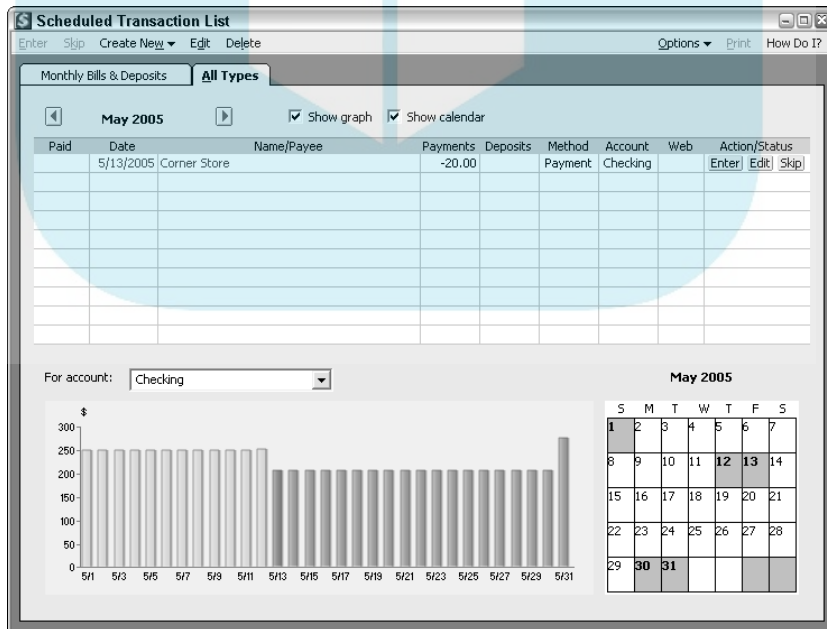 Scheduled Transaction List
Enter Skip Create New Edit Delete Options Print How Do I?
Monthly Bills & Deposits All Types
May 2005 Show graph Show calendar
Paid Date Name/Payee Payments Deposits Method Account Web Action/Status
5/13/2005 Corner Store -20.00 Payment Checking Enter Edit Skip
For account: Checking
May 2005
$
300
250
200
150
100
50
0
5/1 5/3 5/5 5/7 5/9 5/11 5/13 5/15 5/17 5/19 5/21 5/23 5/25 5/27 5/29 5/31
S M T W T F S
1 2 3 4 5 6 7
8 9 10 11 12 13 14
15 16 17 18 19 20 21
22 23 24 25 26 27 28
29 30 31